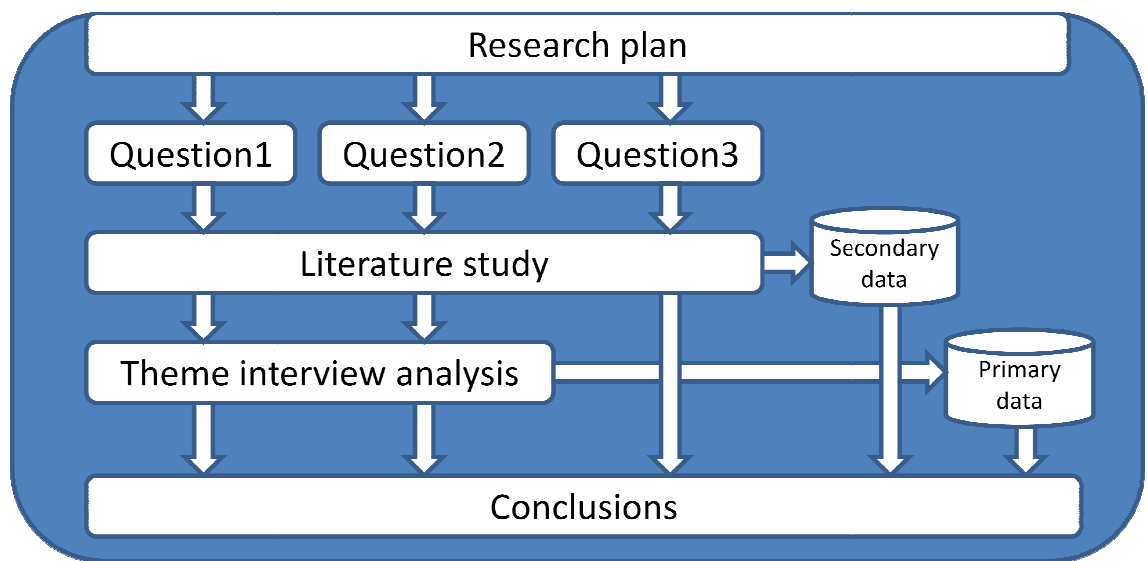 Research plan
Question1
Question2
Question3
Literature study
Secondary
data
Theme interview analysis
Primary
data
Conclusions